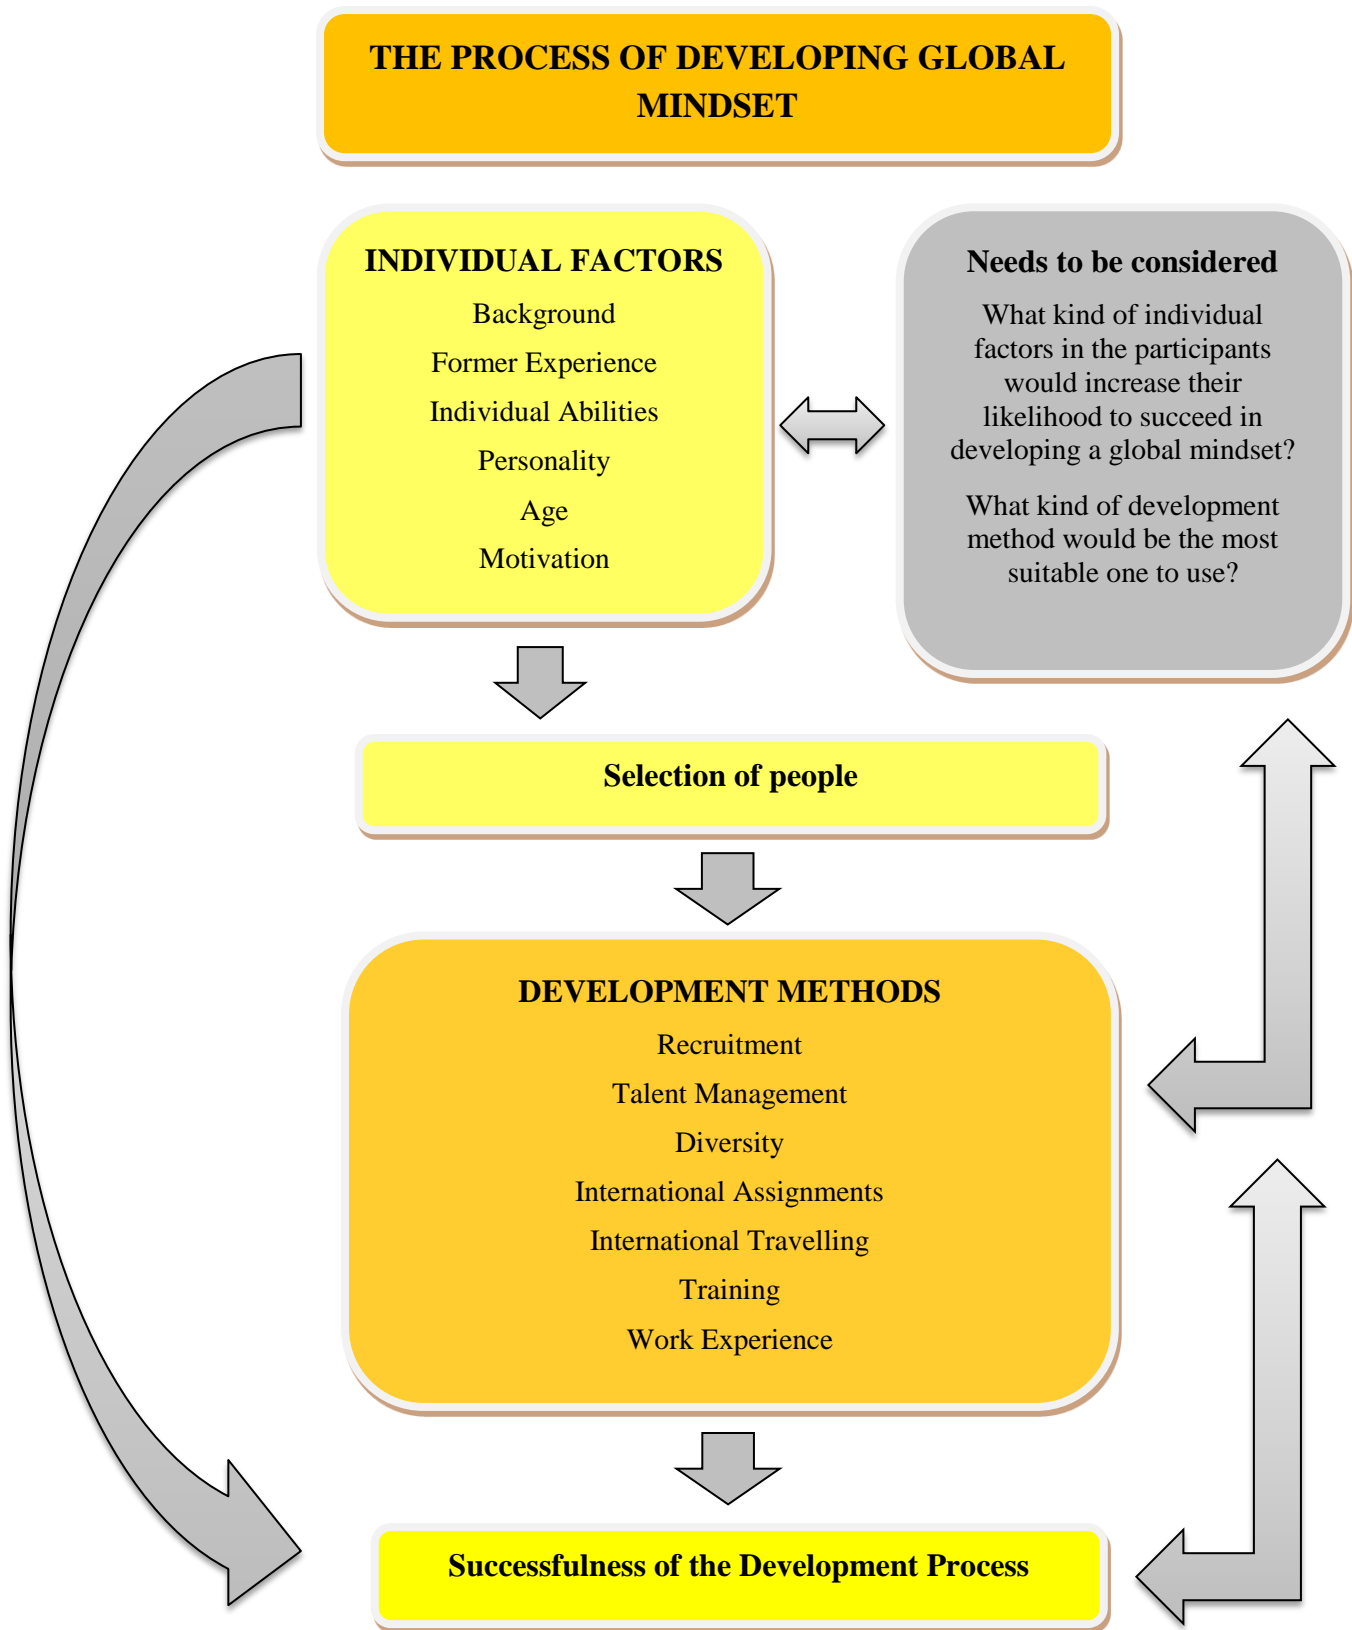 THE PROCESS OF DEVELOPING GLOBAL
MINDSET
INDIVIDUAL FACTORS
Background
Former Experience
Individual Abilities
Personality
Age
Motivation
Needs to be considered
What kind of individual
factors in the participants
would increase their
likelihood to succeed in
developing a global mindset?
What kind of development
method would be the most
suitable one to use?
Selection of people
DEVELOPMENT METHODS
Recruitment
Talent Management
Diversity
International Assignments
International Travelling
Training
Work Experience
Successfulness of the Development Process